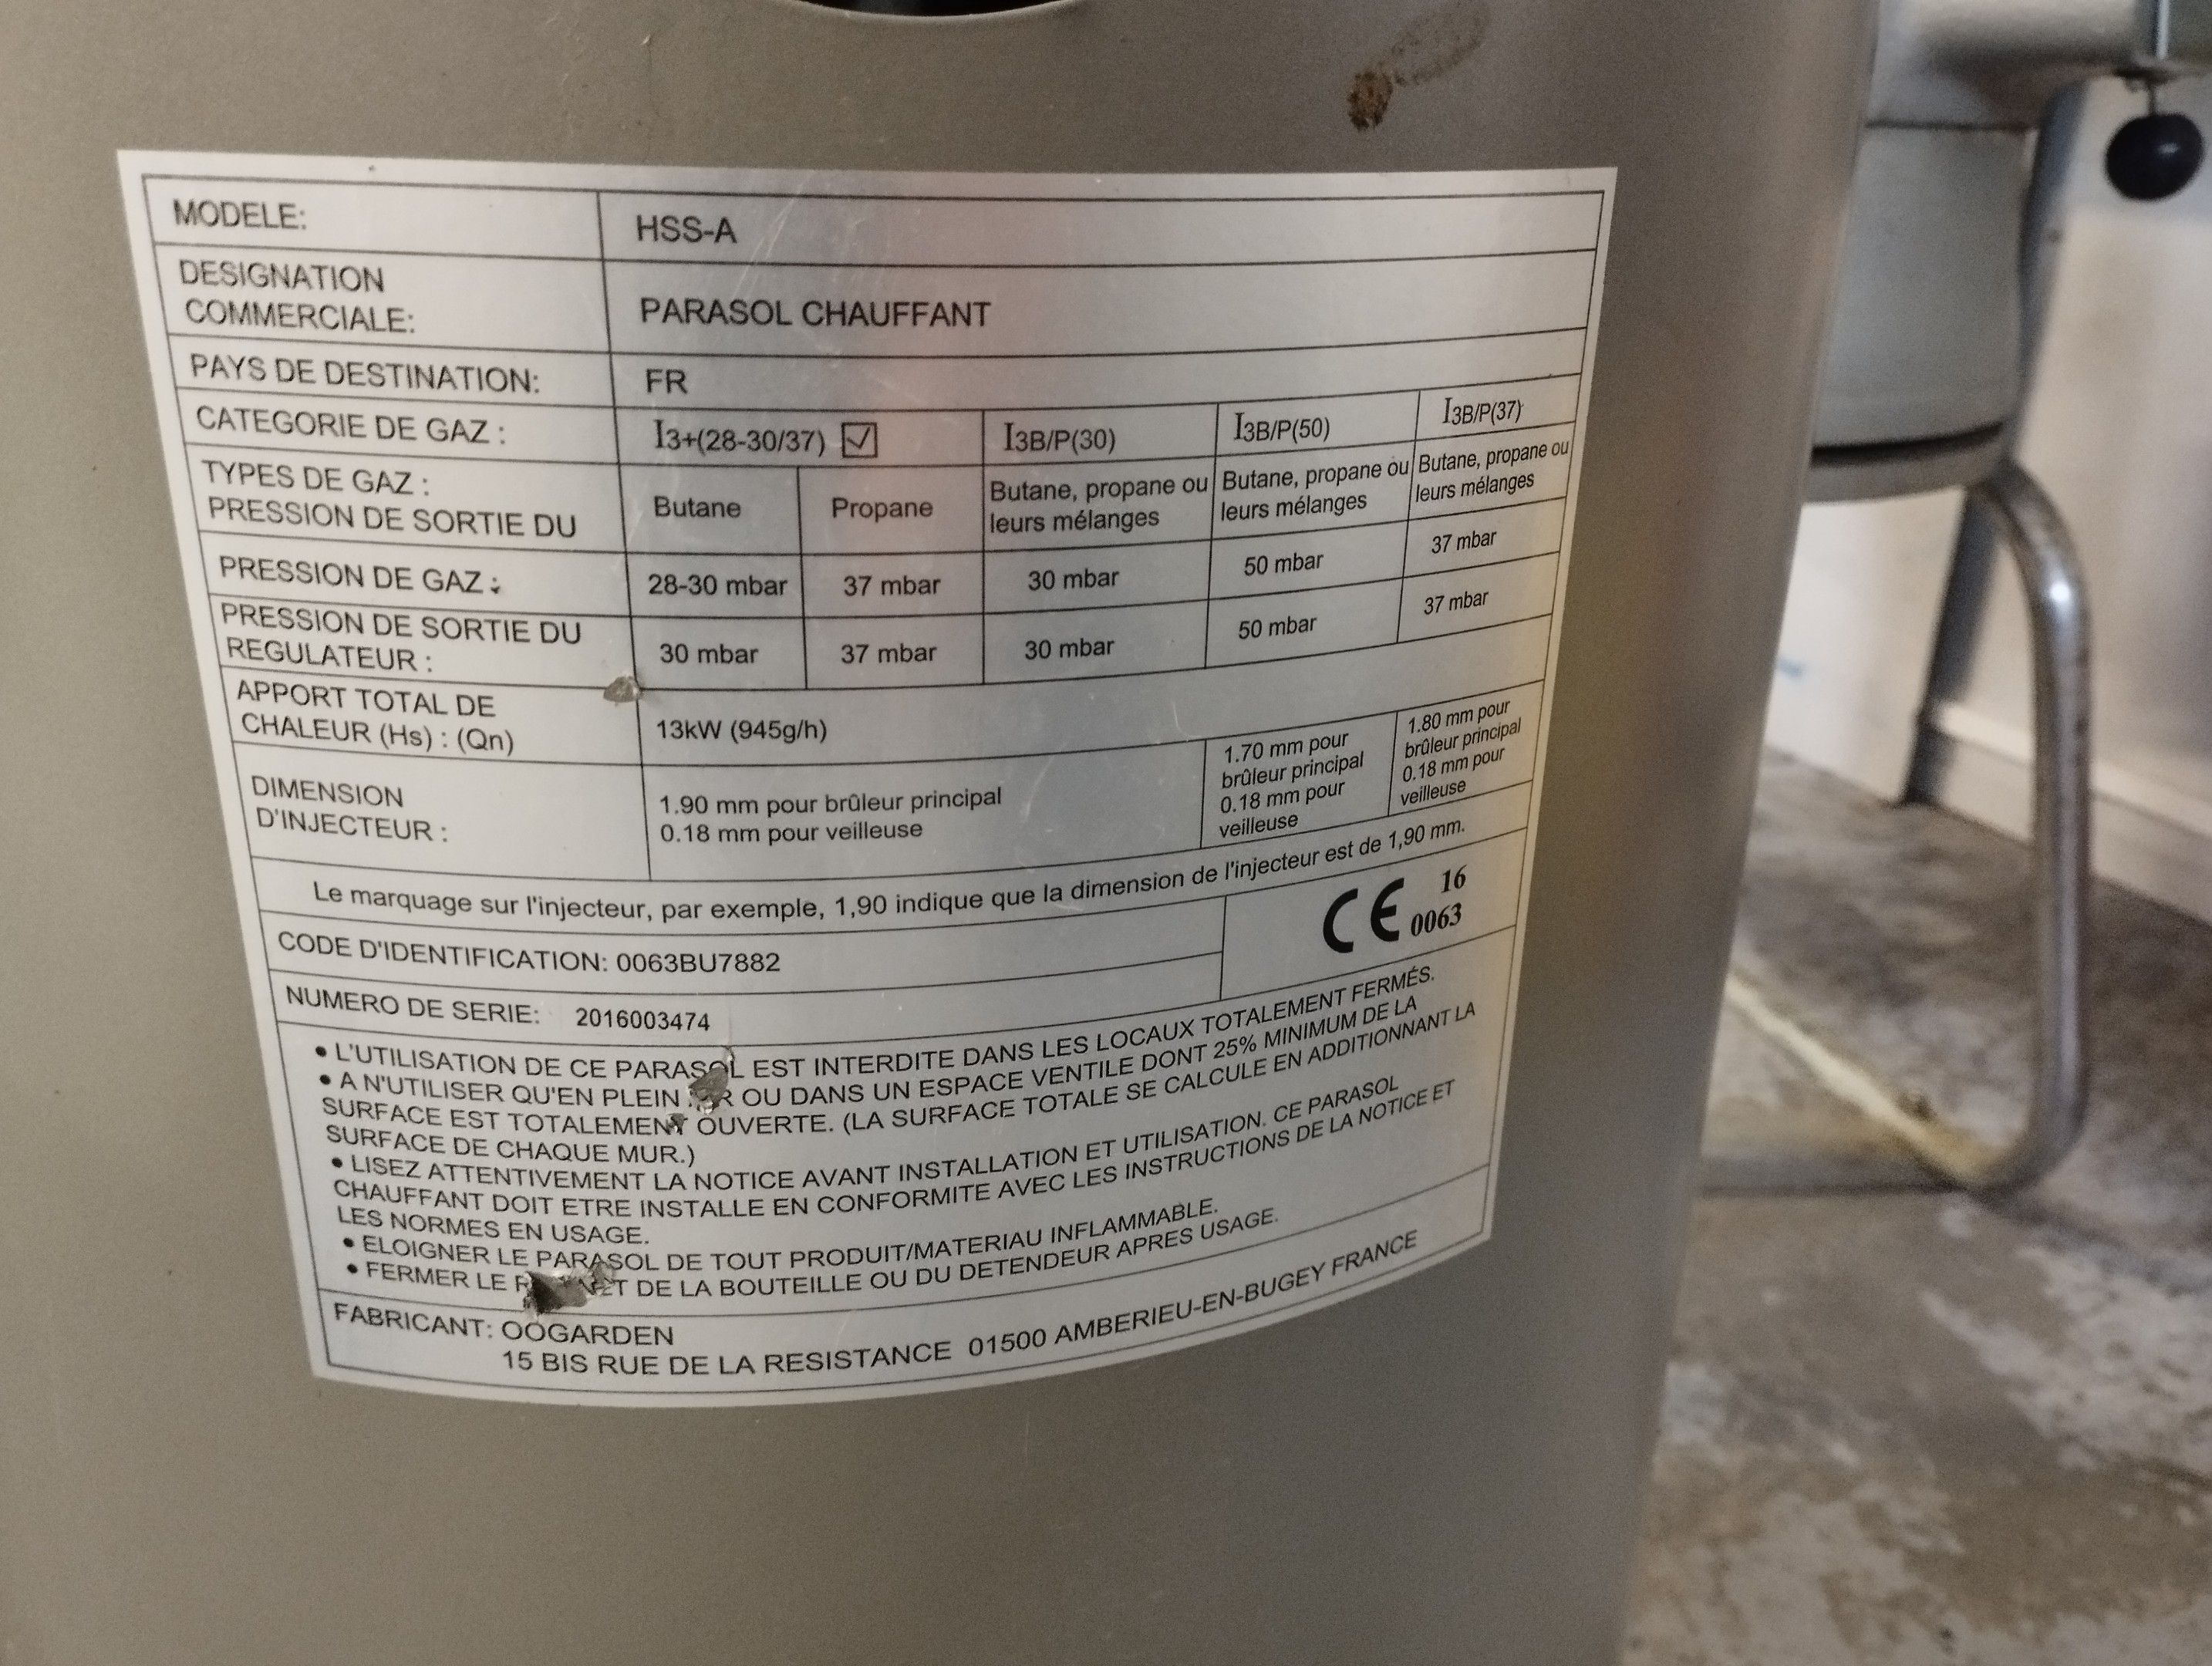 MODELE: HSS-A
DESIGNATION
COMMERCIALE: PARASOL CHAUFFANT
PAYS DE DESTINATION: FR
CATEGORIE DE GAZ : I3+(28-30/37) I3B/P(30) I3B/P(50) I3B/P(37)
TYPES DE GAZ :
PRESSION DE SORTIE DU
Butane
Propane
Butane, propane ou
leurs mélanges
Butane, propane ou
leurs mélanges
Butane, propane ou
leurs mélanges
PRESSION DE GAZ : 28-30 mbar 37 mbar 30 mbar 50 mbar 37 mbar
PRESSION DE SORTIE DU
REGULATEUR : 30 mbar 37 mbar 30 mbar 50 mbar 37 mbar
APPORT TOTAL DE
CHALEUR (Hs) : (Qn) 13kW (945g/h)
DIMENSION
D'INJECTEUR :
1.90 mm pour brûleur principal
0.18 mm pour veilleuse
1.70 mm pour
brûleur principal
0.18 mm pour
veilleuse
1.80 mm pour
brûleur principal
0.18 mm pour
veilleuse
Le marquage sur l'injecteur, par exemple, 1,90 indique que la dimension de l'injecteur est de 1,90 mm.
CODE D'IDENTIFICATION: 0063BU7882
CE 16
0063
NUMERO DE SERIE: 2016003474
• L'UTILISATION DE CE PARASOL EST INTERDITE DANS LES LOCAUX TOTALEMENT FERMÉS.
• A N'UTILISER QU'EN PLEIN OU DANS UN ESPACE VENTILE DONT 25% MINIMUM DE LA
SURFACE EST TOTALEMENT OUVERTE. (LA SURFACE TOTALE SE CALCULE EN ADDITIONNANT LA
SURFACE DE CHAQUE MUR.)
• LISEZ ATTENTIVEMENT LA NOTICE AVANT INSTALLATION ET UTILISATION. CE PARASOL
CHAUFFANT DOIT ETRE INSTALLE EN CONFORMITE AVEC LES INSTRUCTIONS DE LA NOTICE ET
LES NORMES EN USAGE.
• ELOIGNER LE PARASOL DE TOUT PRODUIT/MATERIAU INFLAMMABLE.
• FERMER LE DE LA BOUTEILLE OU DU DETENDEUR APRES USAGE.
FABRICANT: OOGARDEN
15 BIS RUE DE LA RESISTANCE 01500 AMBERIEU-EN-BUGEY FRANCE